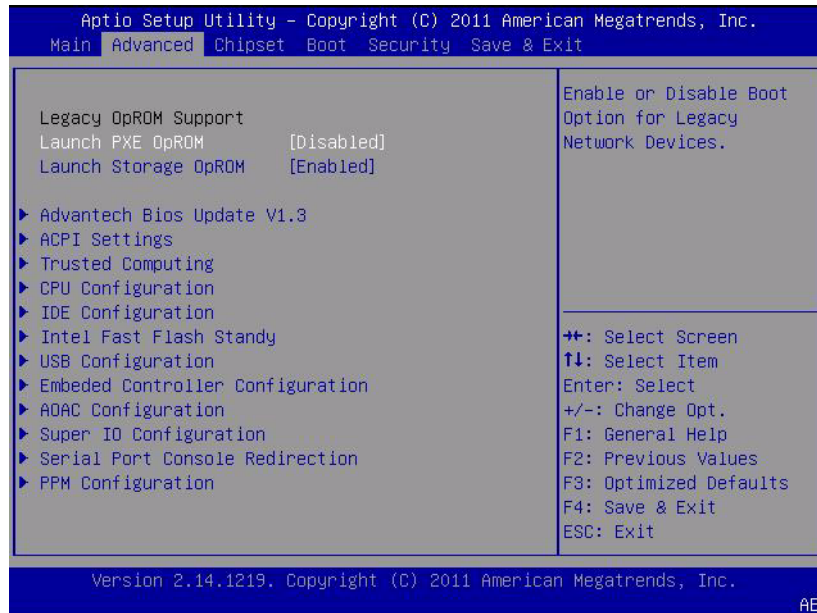 Aptio Setup Utility – Copyright (C) 2011 American Megatrends, Inc.
Main Advanced Chipset Boot Security Save & Exit
Legacy OpROM Support
Launch PXE OpROM [Disabled]
Launch Storage OpROM [Enabled]
Advantech Bios Update V1.3
ACPI Settings
Trusted Computing
CPU Configuration
IDE Configuration
Intel Fast Flash Standy
USB Configuration
Embeded Controller Configuration
AOAC Configuration
Super IO Configuration
Serial Port Console Redirection
PPM Configuration
Enable or Disable Boot
Option for Legacy
Network Devices.
→←: Select Screen
↑↓: Select Item
Enter: Select
+/-: Change Opt.
F1: General Help
F2: Previous Values
F3: Optimized Defaults
F4: Save & Exit
ESC: Exit
Version 2.14.1219. Copyright (C) 2011 American Megatrends, Inc.